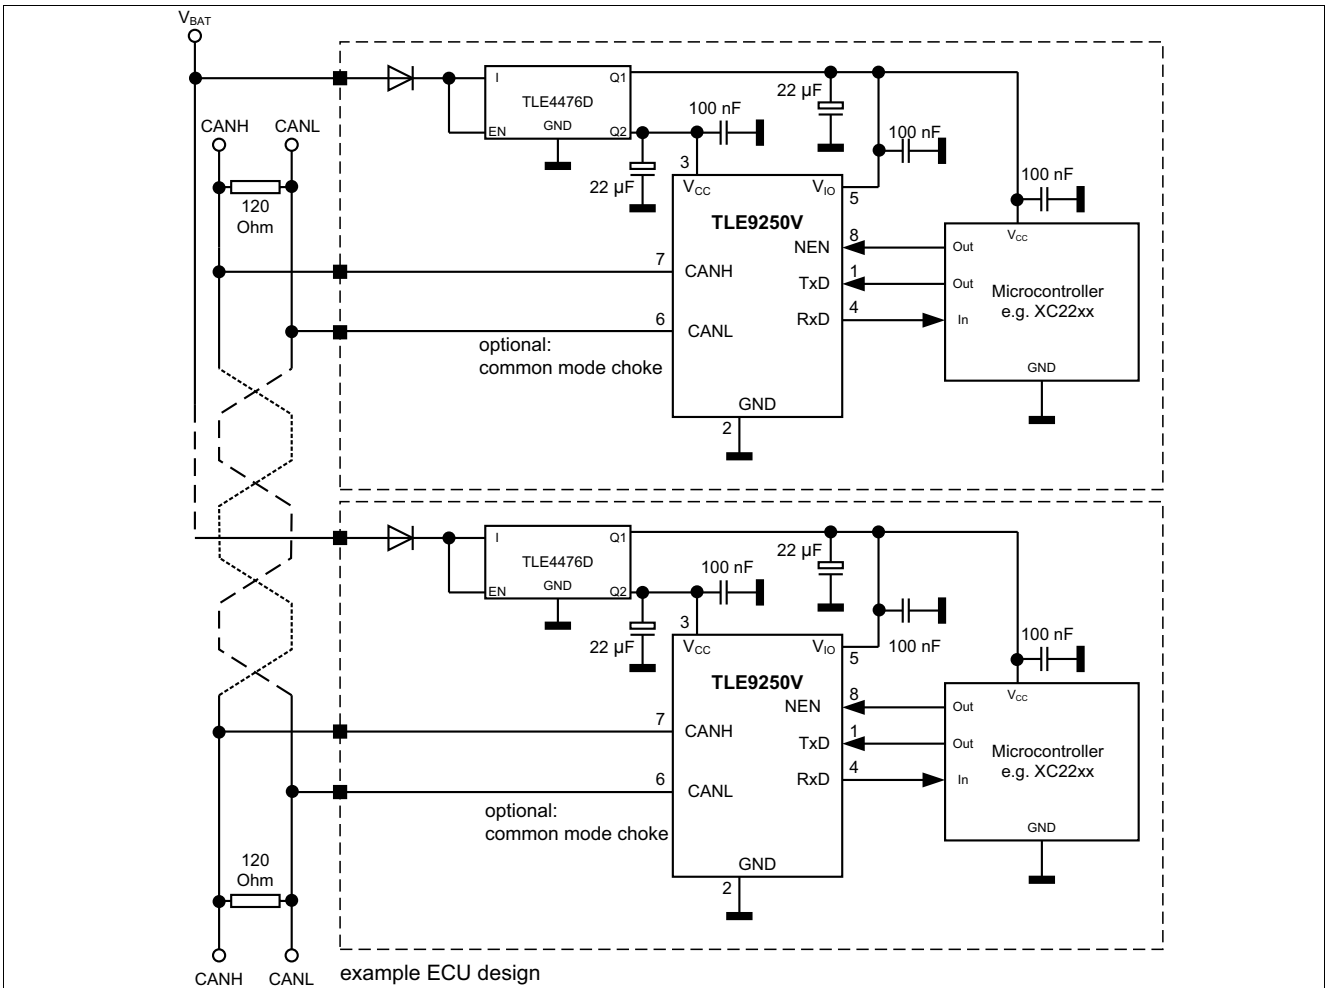 VBAT
CANH
CANL
120
Ohm
I
Q1
TLE4476D
EN
GND
Q2
22 µF
100 nF
22 µF
100 nF
100 nF
3
VCC
VIO
5
TLE9250V
NEN
8
TxD
1
RxD
4
7
CANH
6
CANL
GND
2
optional:
common mode choke
VCC
Out
Out
In
Microcontroller
e.g. XC22xx
GND
I
Q1
TLE4476D
EN
GND
Q2
22 µF
100 nF
22 µF
100 nF
100 nF
3
VCC
VIO
5
TLE9250V
NEN
8
TxD
1
RxD
4
7
CANH
6
CANL
GND
2
optional:
common mode choke
VCC
Out
Out
In
Microcontroller
e.g. XC22xx
GND
120
Ohm
CANH
CANL
example ECU design